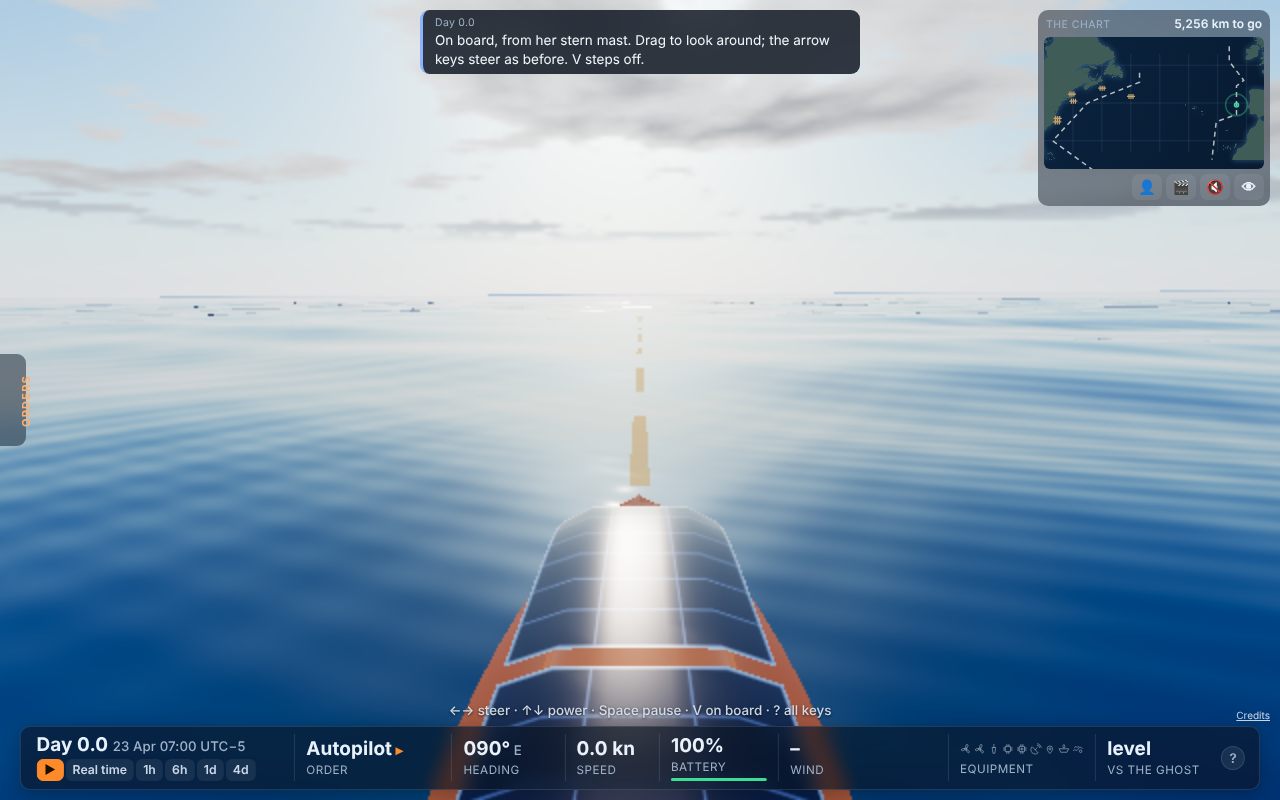 Day 0.0
On board, from her stern mast. Drag to look around; the arrow
keys steer as before. V steps off.
THE CHART
5,256 km to go
ORDERS
←→ steer · ↑↓ power · Space pause · V on board · ? all keys
Credits
Day 0.0 23 Apr 07:00 UTC−5
Real time 1h 6h 1d 4d
Autopilot ▸
ORDER
090° E
HEADING
0.0 kn
SPEED
100%
BATTERY
–
WIND
EQUIPMENT
level
VS THE GHOST
?